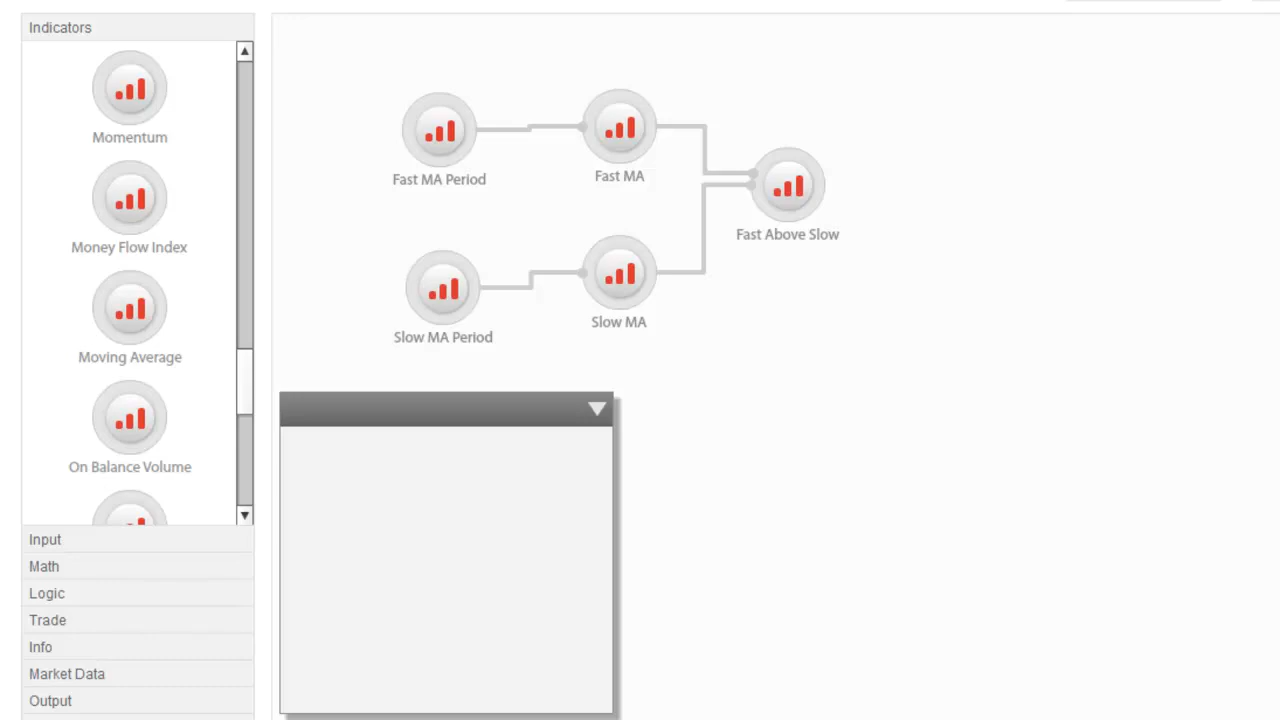 Indicators
Momentum
Money Flow Index
Moving Average
On Balance Volume
Input
Math
Logic
Trade
Info
Market Data
Output
Fast MA Period
Fast MA
Fast Above Slow
Slow MA Period
Slow MA